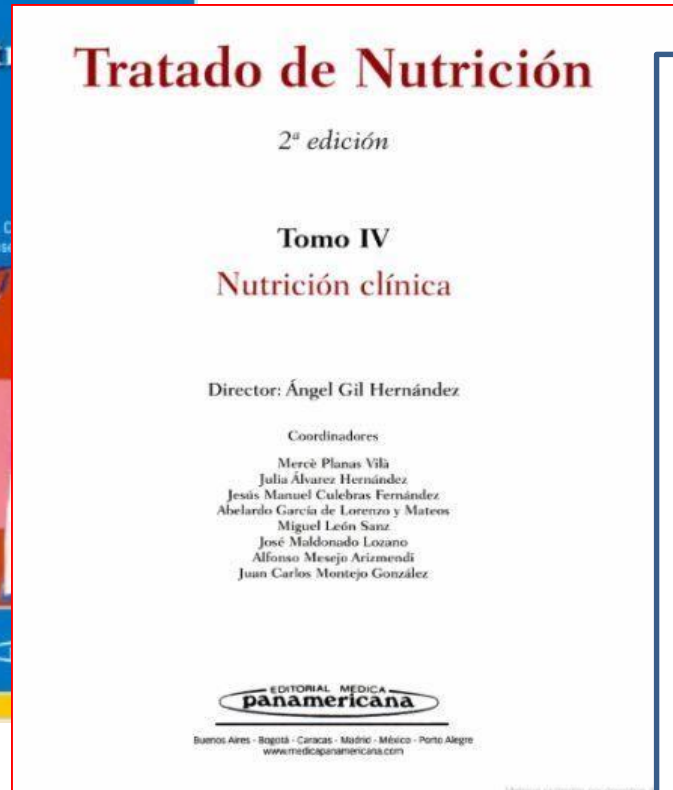 Tratado de Nutrición
2ª edición
Tomo IV
Nutrición clínica
Director: Ángel Gil Hernández
Coordinadores
Mercè Planas Vilà
Julia Álvarez Hernández
Jesús Manuel Culebras Fernández
Abelardo García de Lorenzo y Mateos
Miguel León Sanz
José Maldonado Lozano
Alfonso Mesejo Arizmendi
Juan Carlos Montejo González
EDITORIAL MEDICA
panamericana
Buenos Aires - Bogotá - Caracas - Madrid - México - Porto Alegre
www.medicapanamericana.com